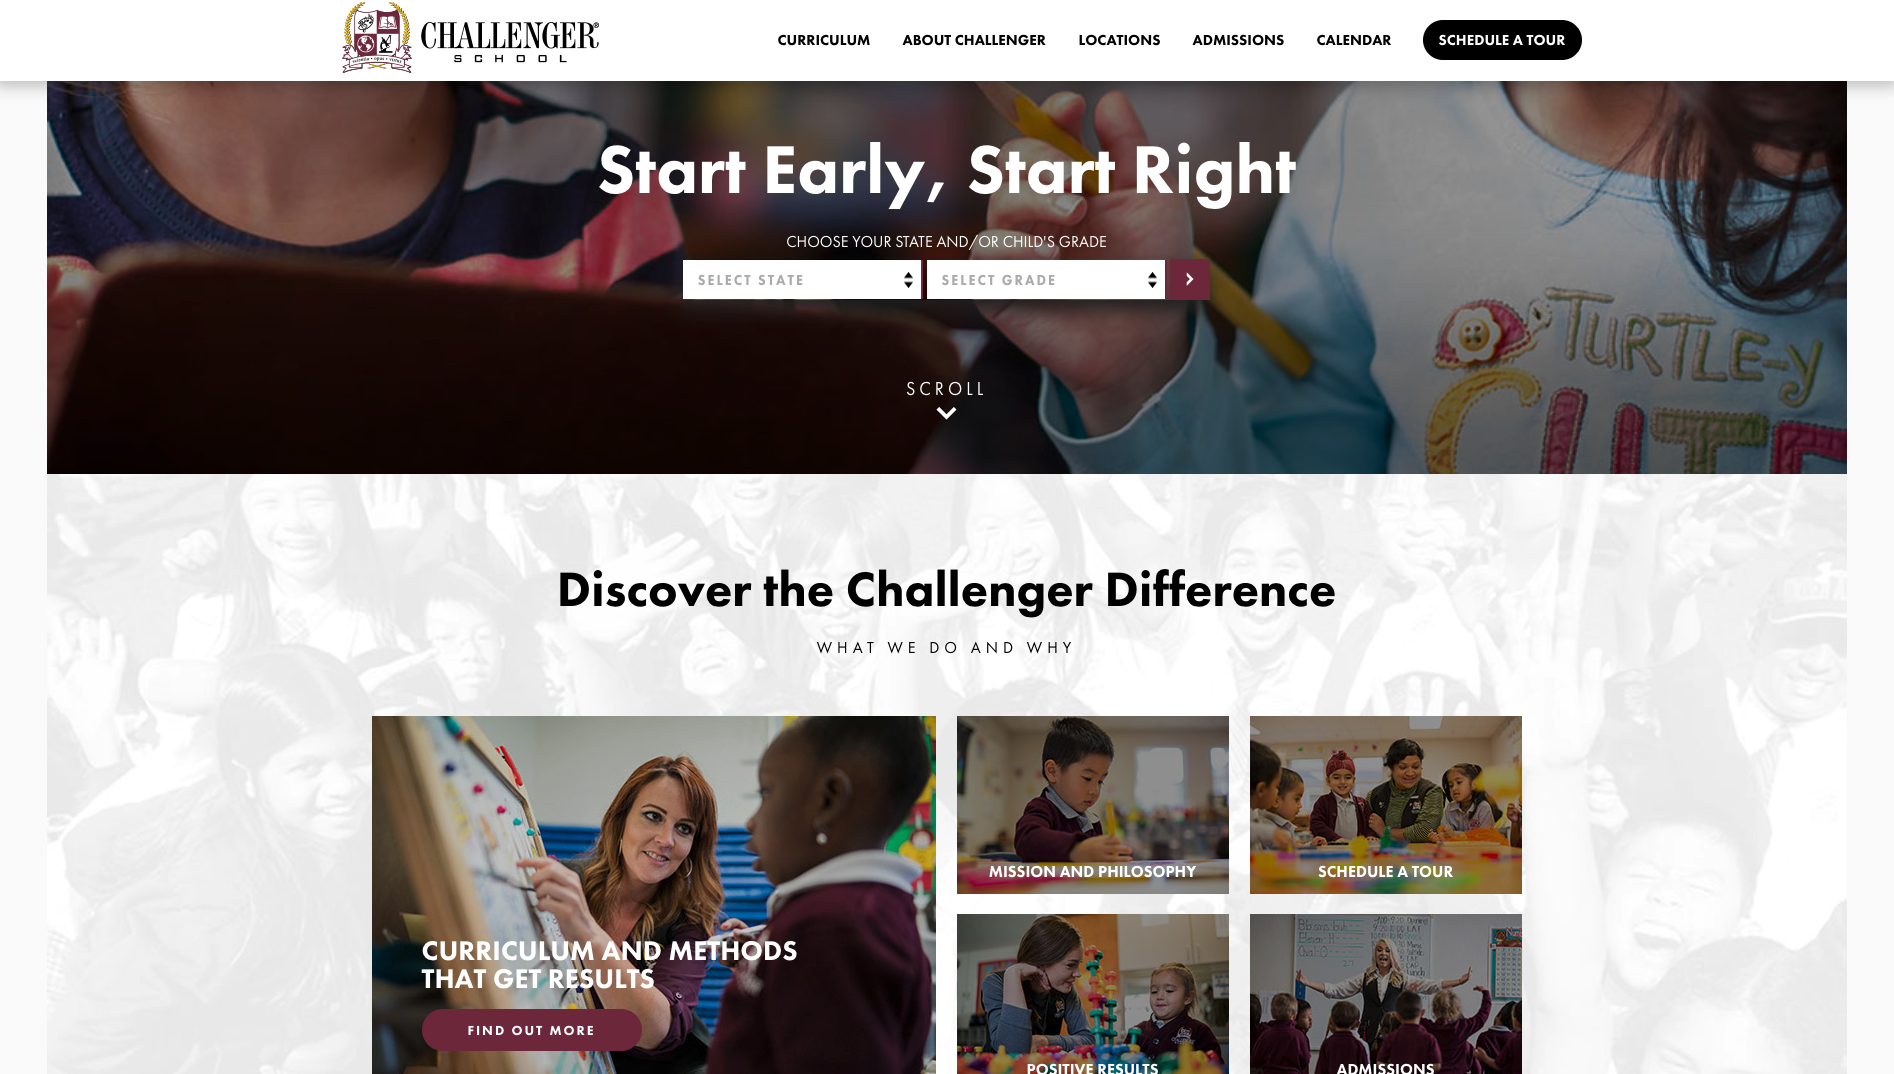 CHALLENGER®
SCHOOL
CURRICULUM
ABOUT CHALLENGER
LOCATIONS
ADMISSIONS
CALENDAR
SCHEDULE A TOUR
Start Early, Start Right
CHOOSE YOUR STATE AND/OR CHILD'S GRADE
SELECT STATE
SELECT GRADE
TURTLE-Y
CUTE
SCROLL
Discover the Challenger Difference
WHAT WE DO AND WHY
CURRICULUM AND METHODS
THAT GET RESULTS
FIND OUT MORE
MISSION AND PHILOSOPHY
SCHEDULE A TOUR
POSITIVE RESULTS
ADMISSIONS